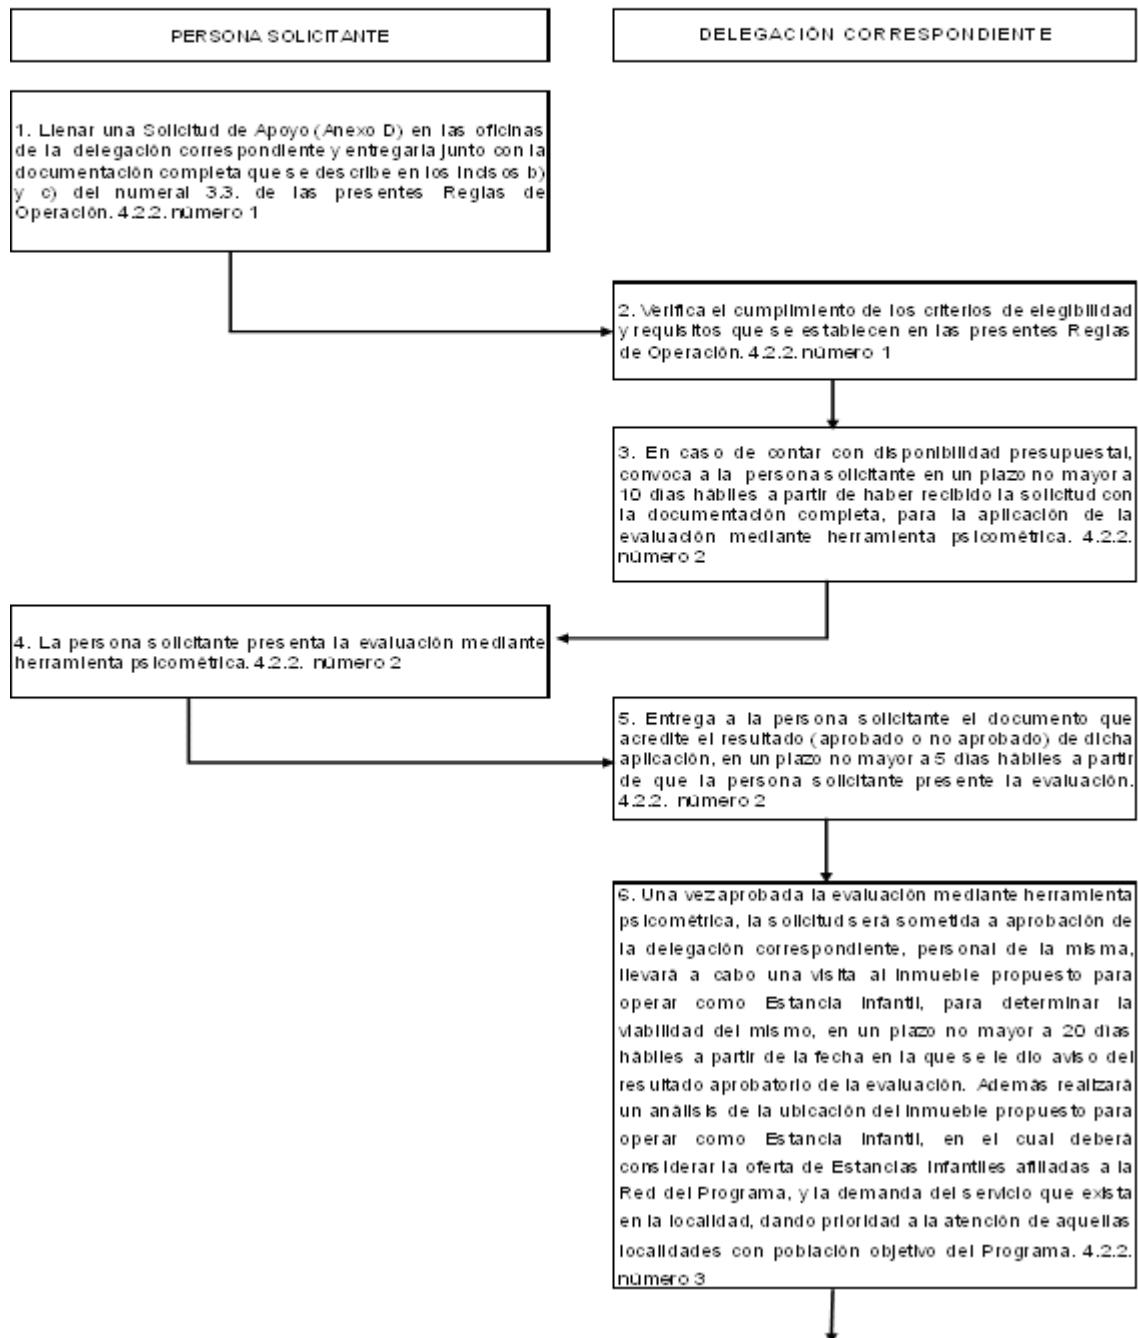 PERSONA SOLICITANTE
DELEGACIÓN CORRESPONDIENTE
1. Llenar una Solicitud de Apoyo (Anexo D) en las oficinas
de la delegación correspondiente y entregarla junto con la
documentación completa que se describe en los incisos b)
y c) del numeral 3.3. de las presentes Reglas de
Operación. 4.2.2. número 1
2. Verifica el cumplimiento de los criterios de elegibilidad
y requisitos que se establecen en las presentes Reglas
de Operación. 4.2.2. número 1
3. En caso de contar con disponibilidad presupuestal,
convoca a la persona solicitante en un plazo no mayor a
10 días hábiles a partir de haber recibido la solicitud con
la documentación completa, para la aplicación de la
evaluación mediante herramienta psicométrica. 4.2.2.
número 2
4. La persona solicitante presenta la evaluación mediante
herramienta psicométrica. 4.2.2. número 2
5. Entrega a la persona solicitante el documento que
acredite el resultado (aprobado o no aprobado) de dicha
aplicación, en un plazo no mayor a 5 días hábiles a partir
de que la persona solicitante presente la evaluación.
4.2.2. número 2
6. Una vez aprobada la evaluación mediante herramienta
psicométrica, la solicitud será sometida a aprobación de
la delegación correspondiente, personal de la misma,
llevará a cabo una visita al inmueble propuesto para
operar como Estancia Infantil, para determinar la
viabilidad del mismo, en un plazo no mayor a 20 días
hábiles a partir de la fecha en la que se le dio aviso del
resultado aprobatorio de la evaluación. Además realizará
un análisis de la ubicación del inmueble propuesto para
operar como Estancia Infantil, en el cual deberá
considerar la oferta de Estancias Infantiles afiliadas a la
Red del Programa, y la demanda del servicio que exista
en la localidad, dando prioridad a la atención de aquellas
localidades con población objetivo del Programa. 4.2.2.
número 3